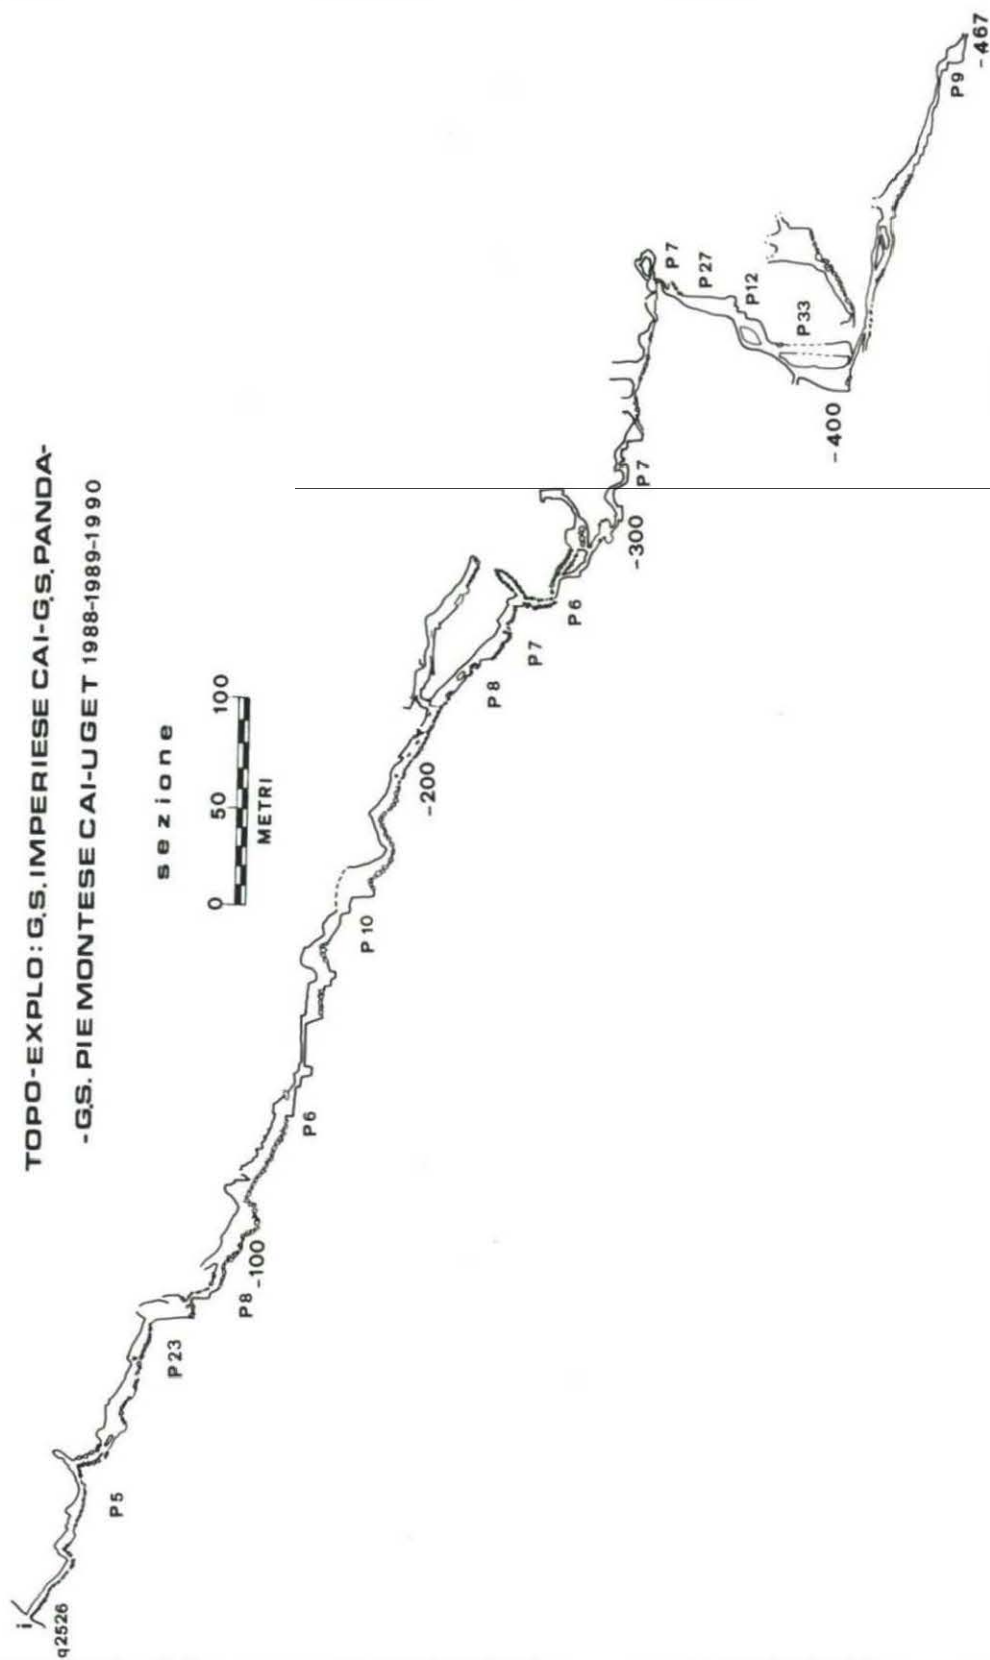 TOPO-EXPLO: G.S. IMPERIESE CAI-G.S. PANDA-
-G.S. PIEMONTESE CAI-UGET 1988-1989-1990
sezione
0 50 100
METRI
i
q2526
P5
P23
P8
-100
P6
P10
-200
P8
P7
P6
-300
P7
P7
P27
P12
P33
-400
P9
-467